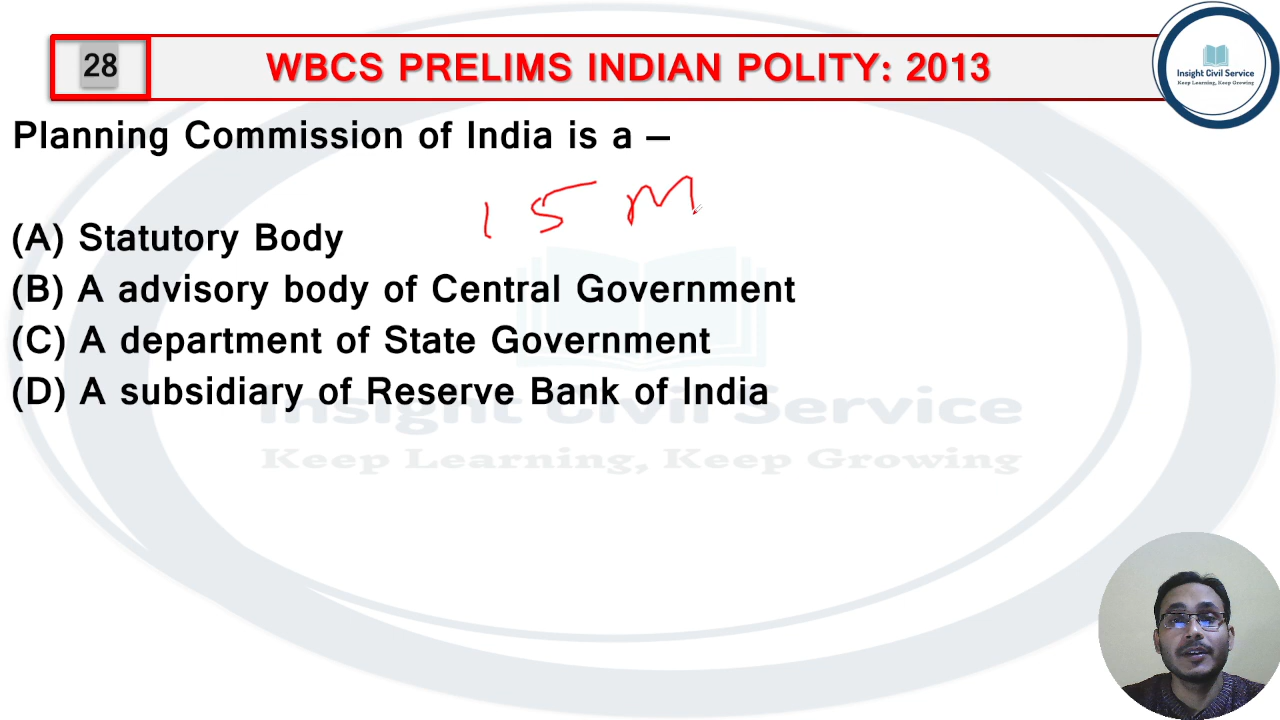 28
WBCS PRELIMS INDIAN POLITY: 2013
Insight Civil Service
Keep Learning, Keep Growing
Planning Commission of India is a –
15 M
(A) Statutory Body
(B) A advisory body of Central Government
(C) A department of State Government
(D) A subsidiary of Reserve Bank of India
Insight Civil Service
Keep Learning, Keep Growing